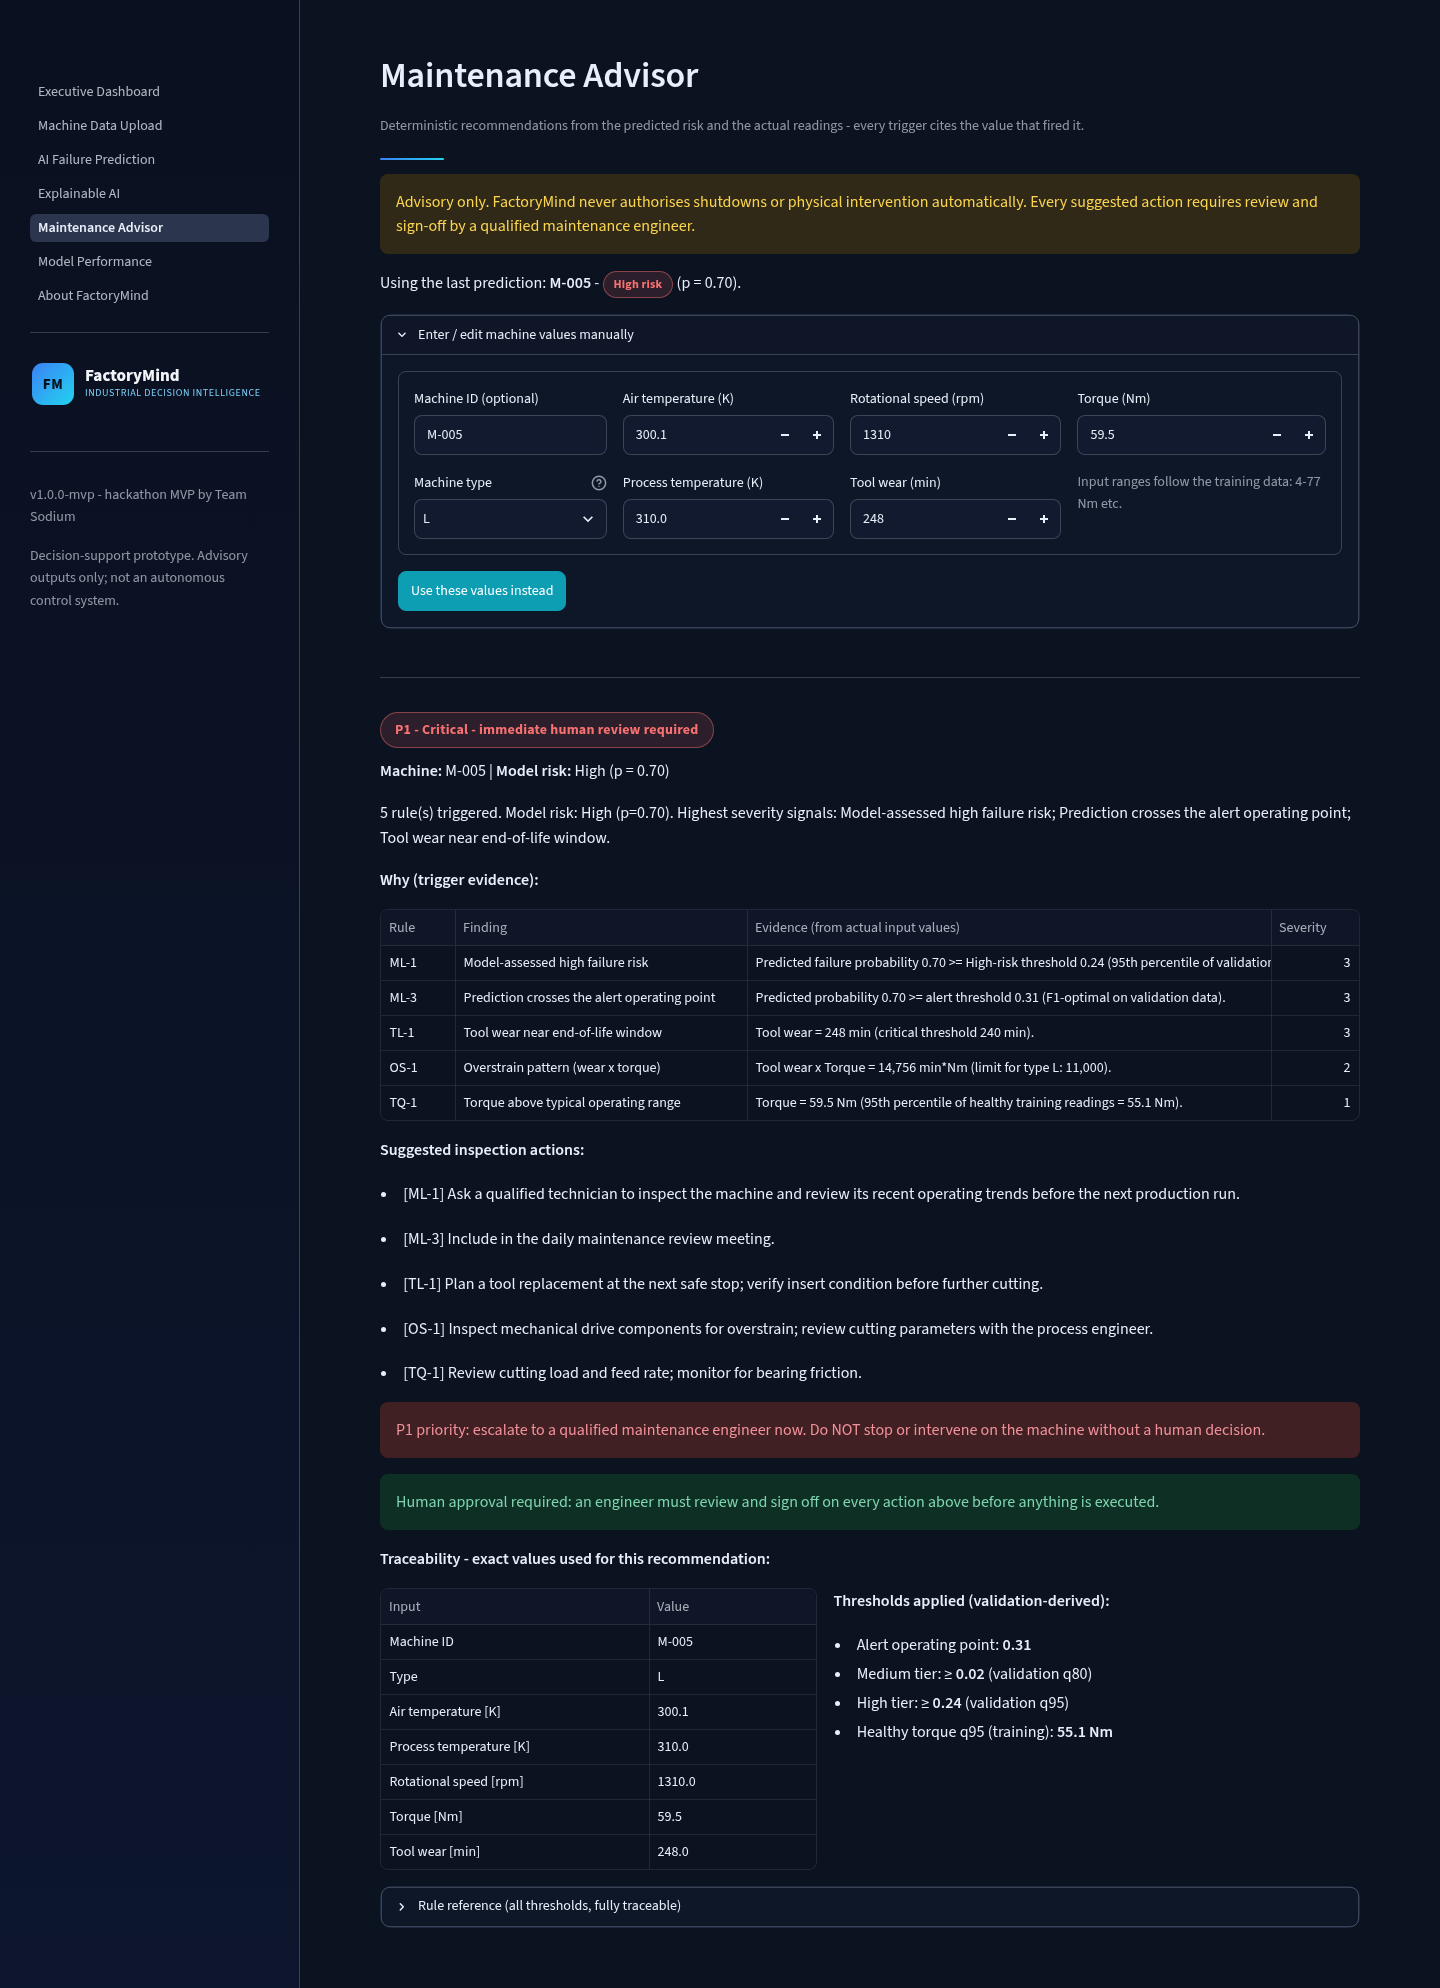 Executive Dashboard
Machine Data Upload
AI Failure Prediction
Explainable AI
Maintenance Advisor
Model Performance
About FactoryMind
FM
FactoryMind
INDUSTRIAL DECISION INTELLIGENCE
v1.0.0-mvp - hackathon MVP by Team
Sodium
Decision-support prototype. Advisory
outputs only; not an autonomous
control system.
Maintenance Advisor
Deterministic recommendations from the predicted risk and the actual readings - every trigger cites the value that fired it.
Advisory only. FactoryMind never authorises shutdowns or physical intervention automatically. Every suggested action requires review and
sign-off by a qualified maintenance engineer.
Using the last prediction: M-005 - High risk (p = 0.70).
Enter / edit machine values manually
Machine ID (optional) Air temperature (K) Rotational speed (rpm) Torque (Nm)
M-005 300.1 1310 59.5
Machine type Process temperature (K) Tool wear (min) Input ranges follow the training data: 4-77
Nm etc.
L 310.0 248
Use these values instead
P1 - Critical - immediate human review required
Machine: M-005 | Model risk: High (p = 0.70)
5 rule(s) triggered. Model risk: High (p=0.70). Highest severity signals: Model-assessed high failure risk; Prediction crosses the alert operating point;
Tool wear near end-of-life window.
Why (trigger evidence):
Rule Finding Evidence (from actual input values) Severity
ML-1 Model-assessed high failure risk Predicted failure probability 0.70 >= High-risk threshold 0.24 (95th percentile of validation 3
ML-3 Prediction crosses the alert operating point Predicted probability 0.70 >= alert threshold 0.31 (F1-optimal on validation data). 3
TL-1 Tool wear near end-of-life window Tool wear = 248 min (critical threshold 240 min). 3
OS-1 Overstrain pattern (wear x torque) Tool wear x Torque = 14,756 min*Nm (limit for type L: 11,000). 2
TQ-1 Torque above typical operating range Torque = 59.5 Nm (95th percentile of healthy training readings = 55.1 Nm). 1
Suggested inspection actions:
• [ML-1] Ask a qualified technician to inspect the machine and review its recent operating trends before the next production run.
• [ML-3] Include in the daily maintenance review meeting.
• [TL-1] Plan a tool replacement at the next safe stop; verify insert condition before further cutting.
• [OS-1] Inspect mechanical drive components for overstrain; review cutting parameters with the process engineer.
• [TQ-1] Review cutting load and feed rate; monitor for bearing friction.
P1 priority: escalate to a qualified maintenance engineer now. Do NOT stop or intervene on the machine without a human decision.
Human approval required: an engineer must review and sign off on every action above before anything is executed.
Traceability - exact values used for this recommendation:
Input Value
Machine ID M-005
Type L
Air temperature [K] 300.1
Process temperature [K] 310.0
Rotational speed [rpm] 1310.0
Torque [Nm] 59.5
Tool wear [min] 248.0
Thresholds applied (validation-derived):
• Alert operating point: 0.31
• Medium tier: ≥ 0.02 (validation q80)
• High tier: ≥ 0.24 (validation q95)
• Healthy torque q95 (training): 55.1 Nm
Rule reference (all thresholds, fully traceable)